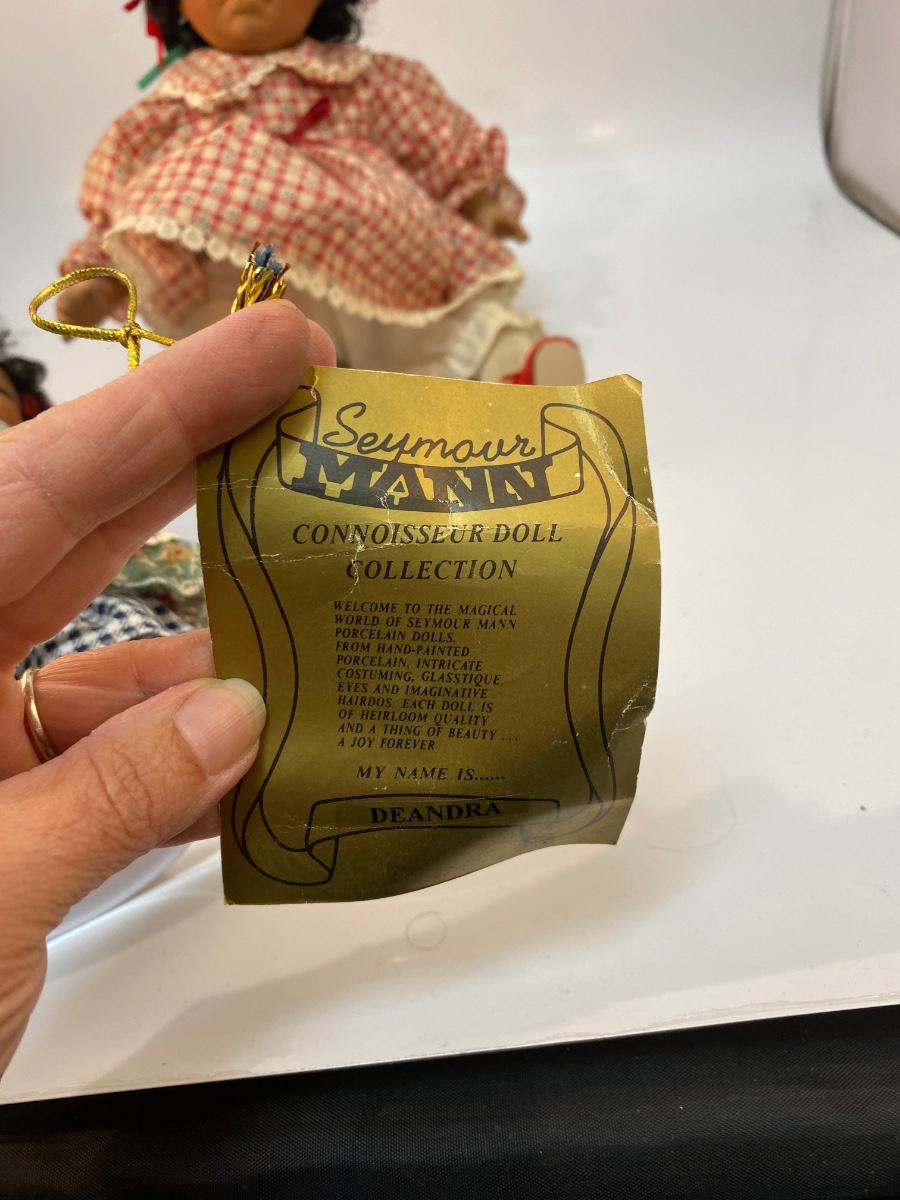 Seymour
MANN
CONNOISSEUR DOLL
COLLECTION
WELCOME TO THE MAGICAL
WORLD OF SEYMOUR MANN
PORCELAIN DOLLS.
FROM HAND-PAINTED
PORCELAIN, INTRICATE
COSTUMING, GLASSTIQUE
EYES AND IMAGINATIVE
HAIRDOS EACH DOLL IS
OF HEIRLOOM QUALITY
AND A THING OF BEAUTY ...
A JOY FOREVER
MY NAME IS......
DEANDRA